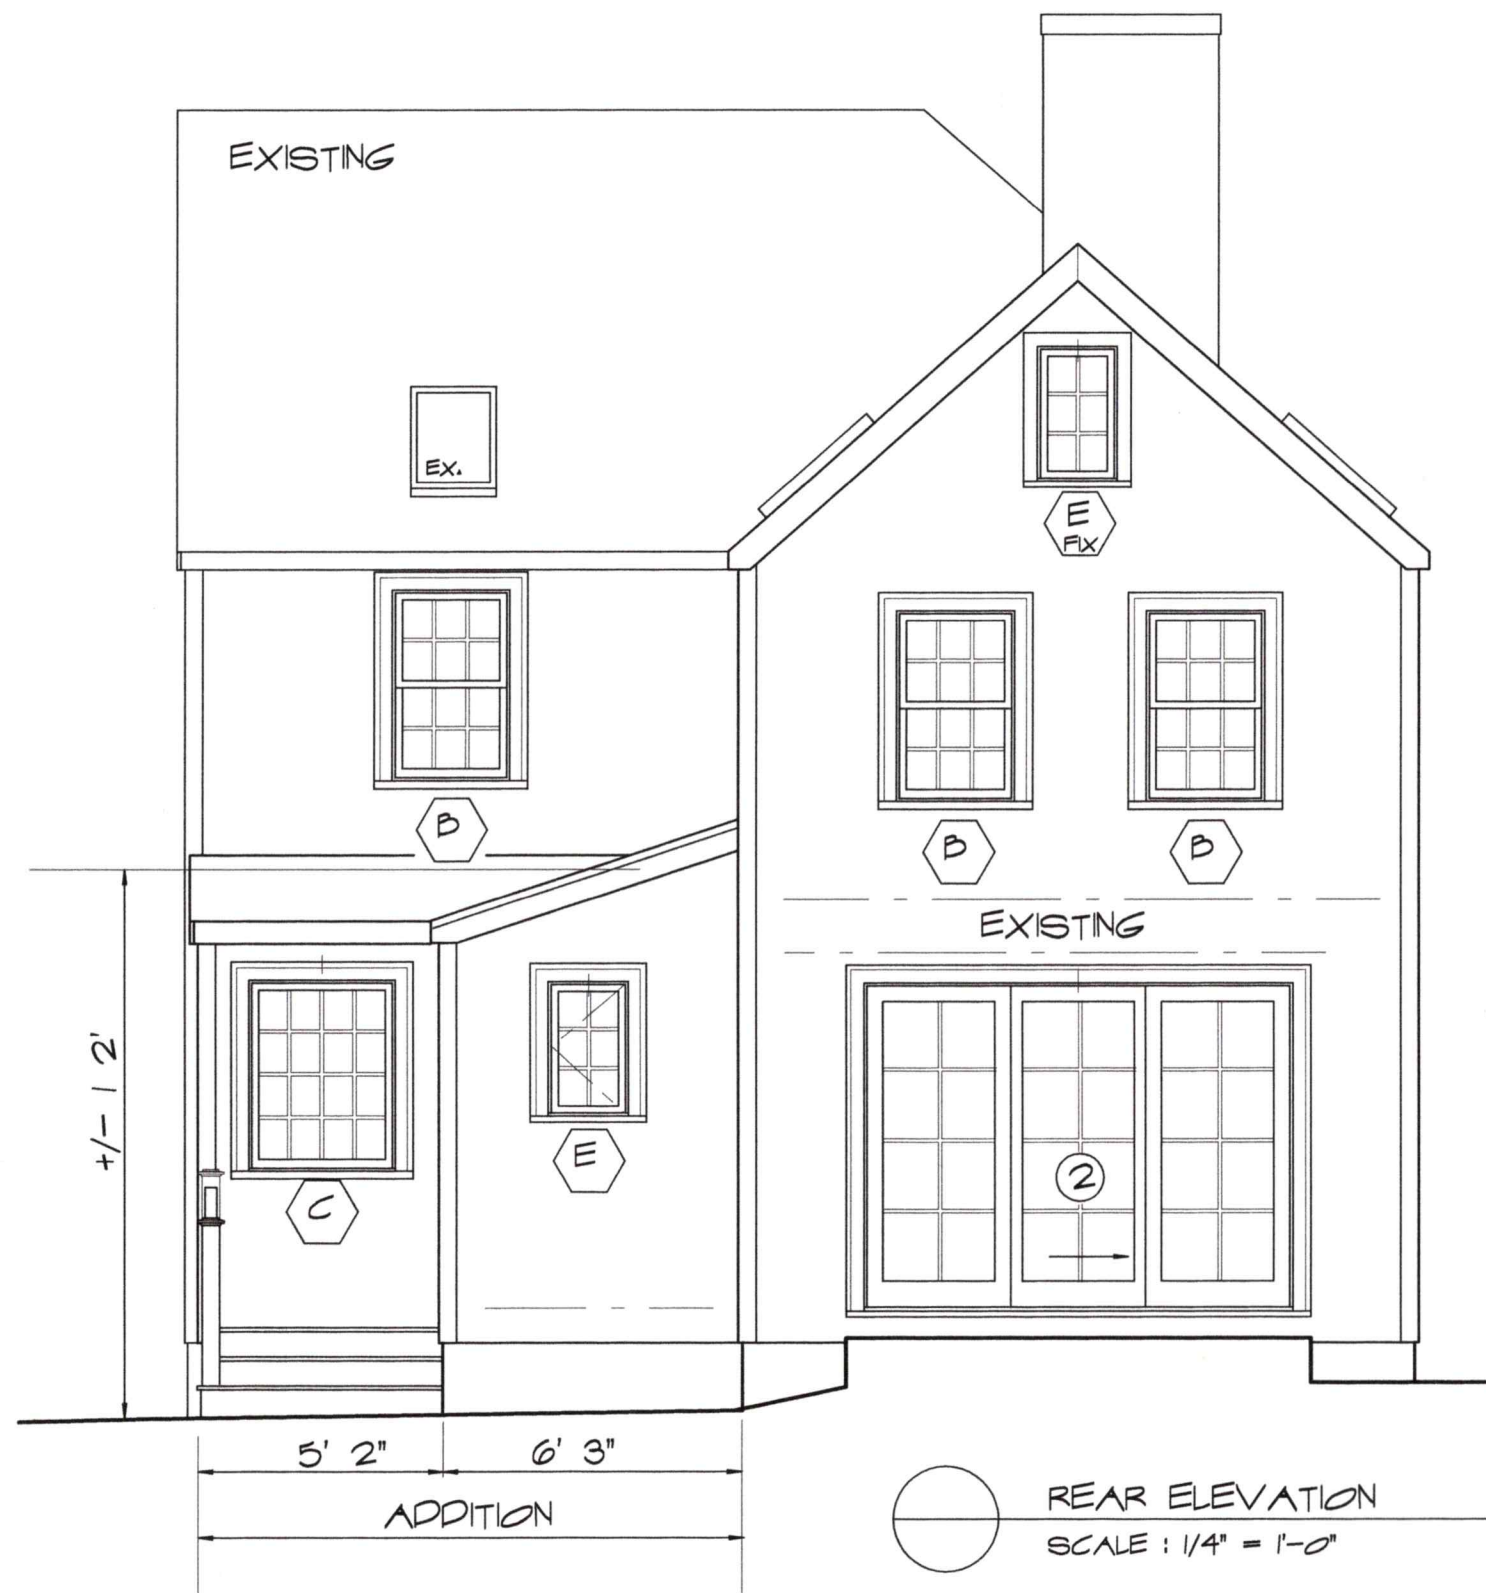 EXISTING
EX.
E
FIX
B
B
B
EXISTING
+/- 12'
C
E
2
5' 2"
6' 3"
ADDITION
REAR ELEVATION
SCALE : 1/4" = 1'-0"